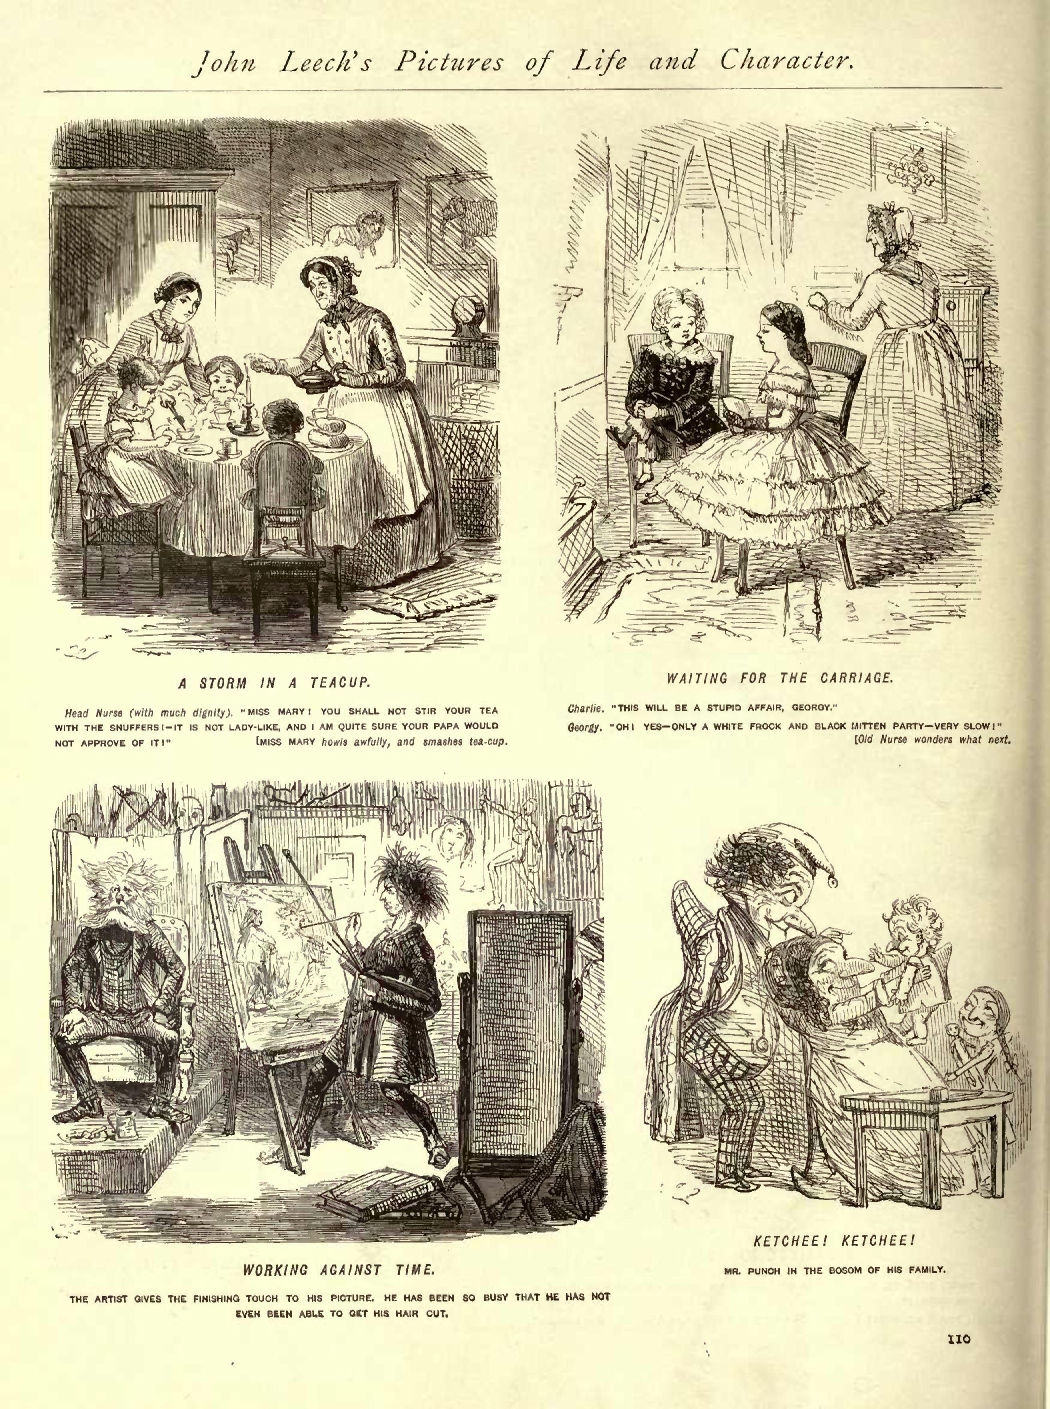 John Leech's Pictures of Life and Character.
A STORM IN A TEACUP.
Head Nurse (with much dignity). "MISS MARY! YOU SHALL NOT STIR YOUR TEA
WITH THE SNUFFERS!—IT IS NOT LADY-LIKE, AND I AM QUITE SURE YOUR PAPA WOULD
NOT APPROVE OF IT!" [MISS MARY howls awfully, and smashes tea-cup.
WAITING FOR THE CARRIAGE.
Charlie. "THIS WILL BE A STUPID AFFAIR, GEORGY."
Georgy. "OH! YES—ONLY A WHITE FROCK AND BLACK MITTEN PARTY—VERY SLOW!"
[Old Nurse wonders what next.
WORKING AGAINST TIME.
THE ARTIST GIVES THE FINISHING TOUCH TO HIS PICTURE. HE HAS BEEN SO BUSY THAT HE HAS NOT
EVEN BEEN ABLE TO GET HIS HAIR CUT.
KETCHEE! KETCHEE!
MR. PUNCH IN THE BOSOM OF HIS FAMILY.
110